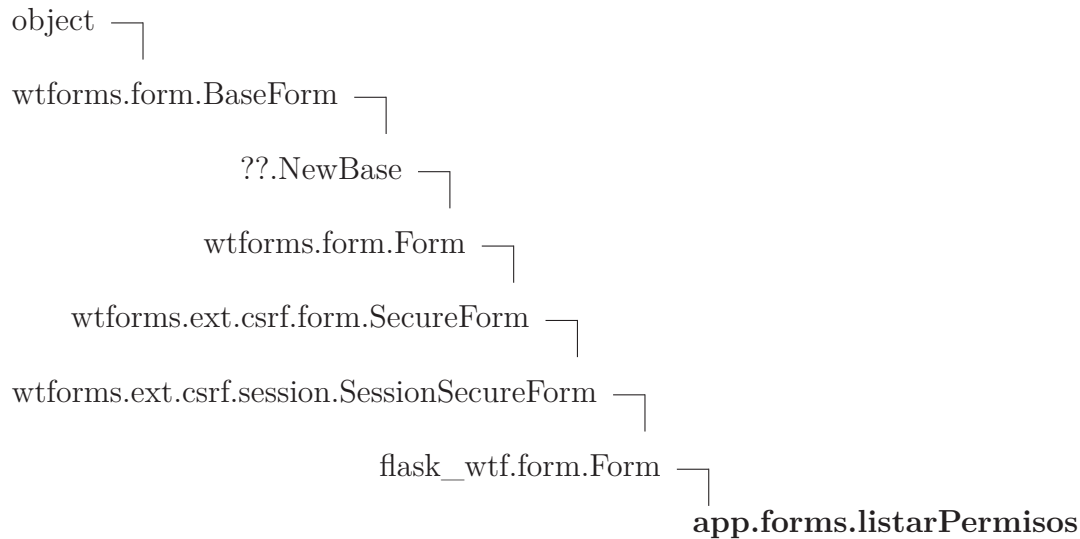 object
wtforms.form.BaseForm
??.NewBase
wtforms.form.Form
wtforms.ext.csrf.form.SecureForm
wtforms.ext.csrf.session.SessionSecureForm
flask_wtf.form.Form
app.forms.listarPermisos